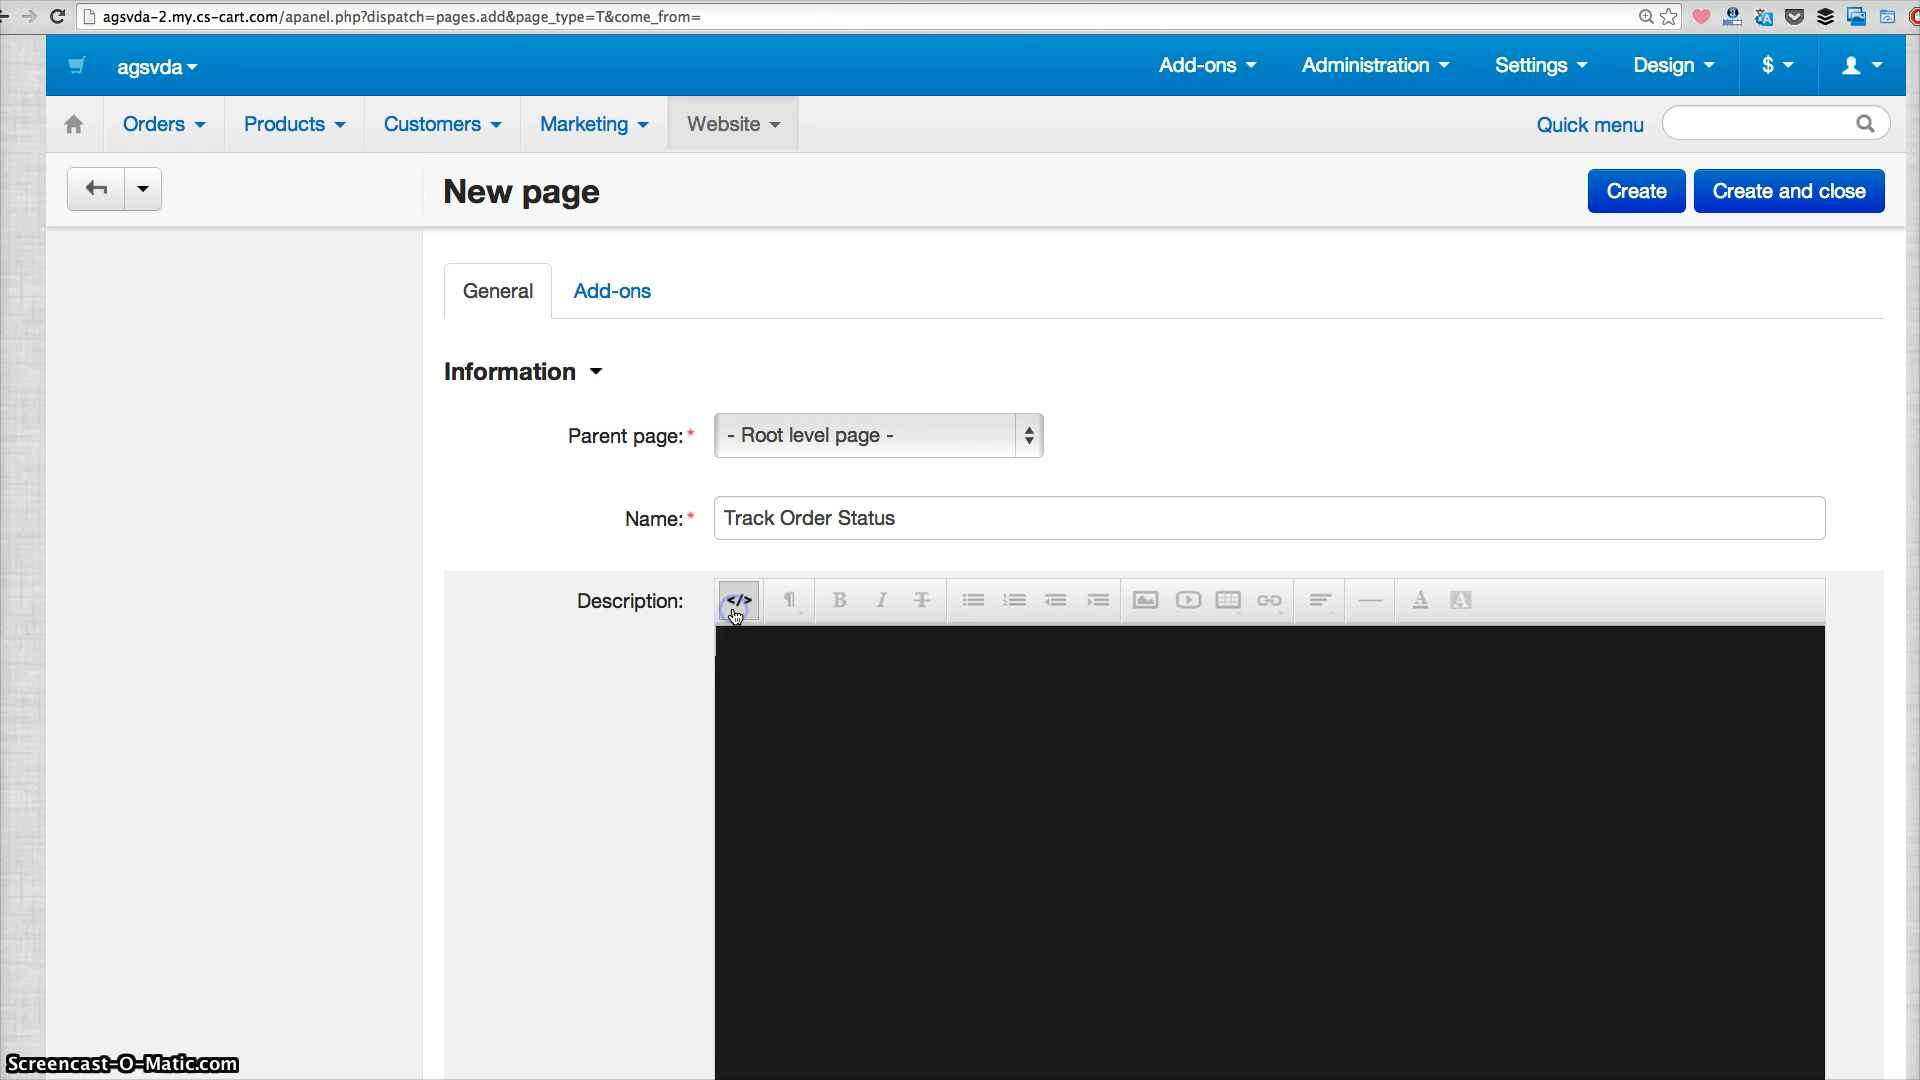 agsvda-2.my.cs-cart.com/apanel.php?dispatch=pages.add&page_type=T&come_from=
agsvda
Add-ons
Administration
Settings
Design
$
Orders
Products
Customers
Marketing
Website
Quick menu
New page
Create
Create and close
General
Add-ons
Information
Parent page:*
- Root level page -
Name:*
Track Order Status
Description:
</>
¶
B
I
T
A
A
Screencast-O-Matic.com